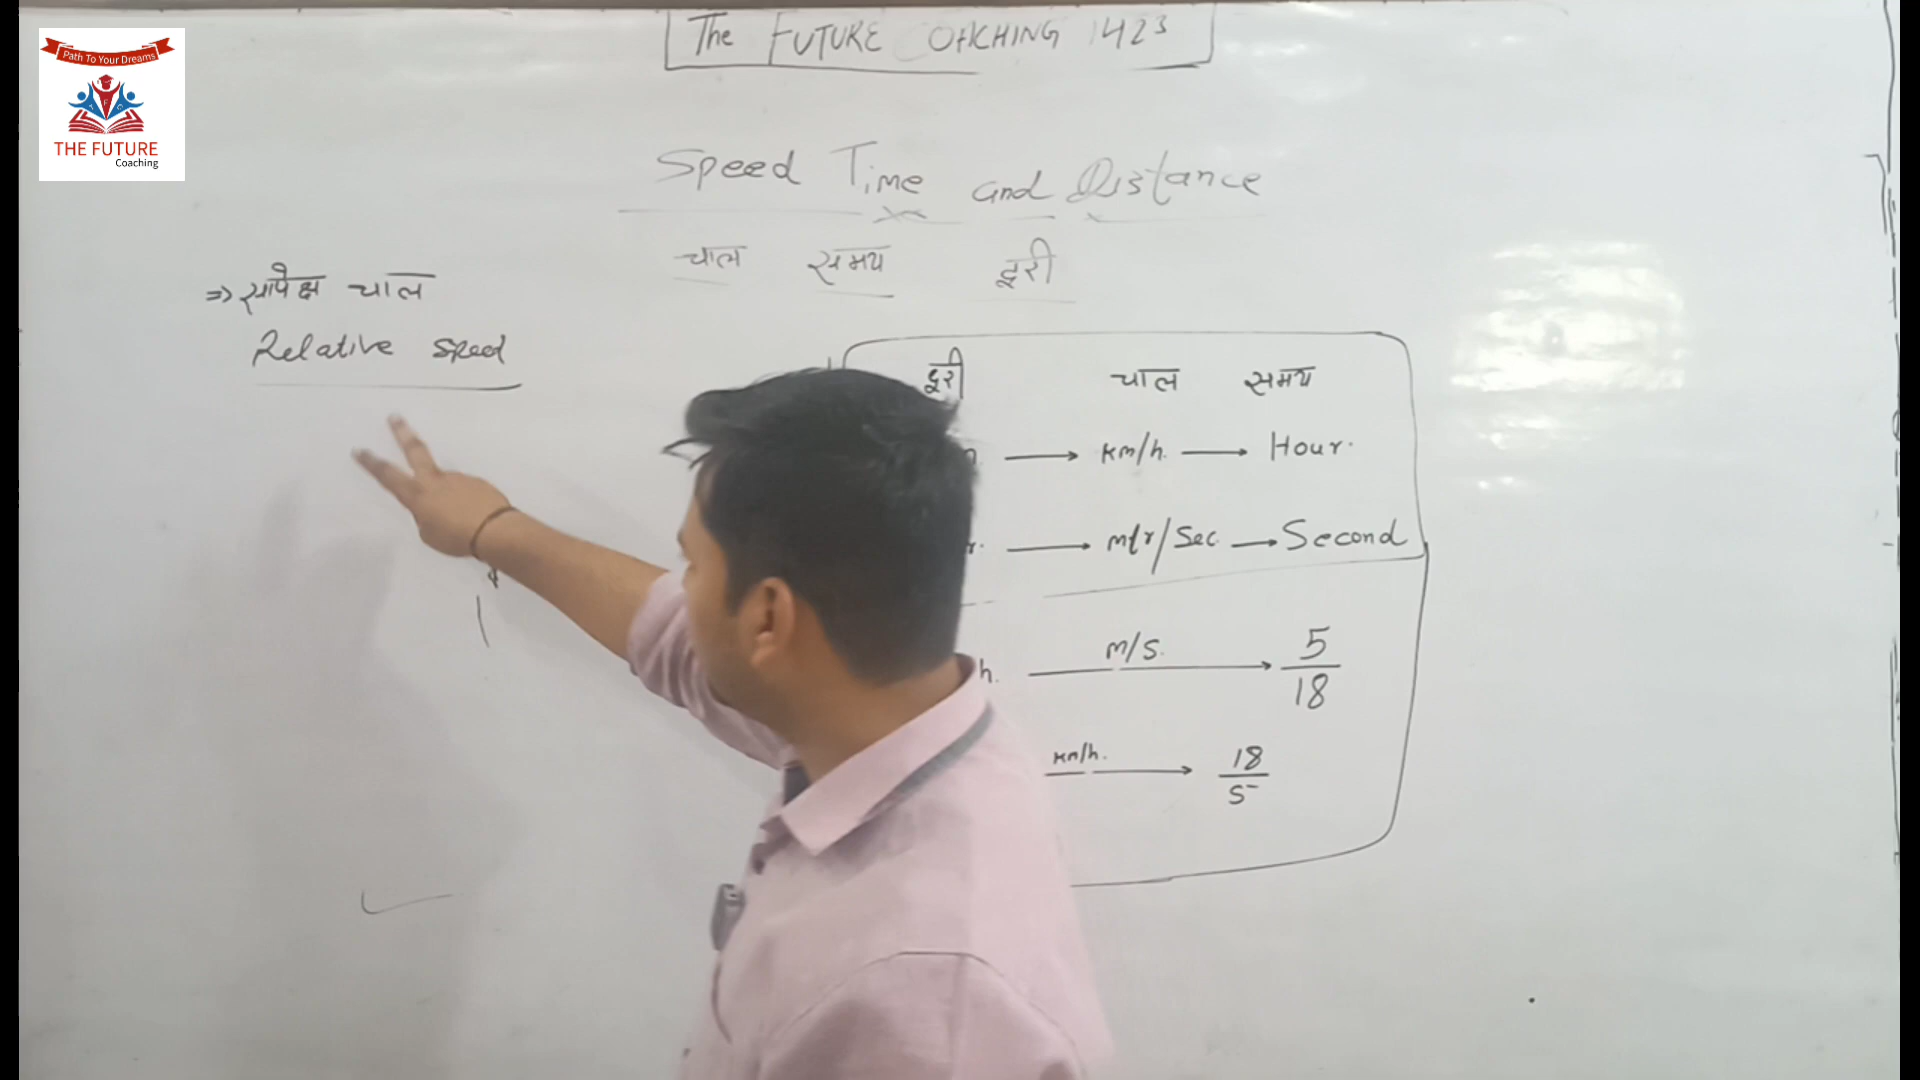 The FUTURE COACHING 1423
Path To Your Dreams
THE FUTURE
Coaching
Speed Time and Distance
चाल समय दूरी
⇒ सापेक्ष चाल
Relative speed
दूरी चाल समय
→ km/h. → Hour.
r. → mtr/Sec. → Second
h. m/s. → 5/18
km/h. → 18/5